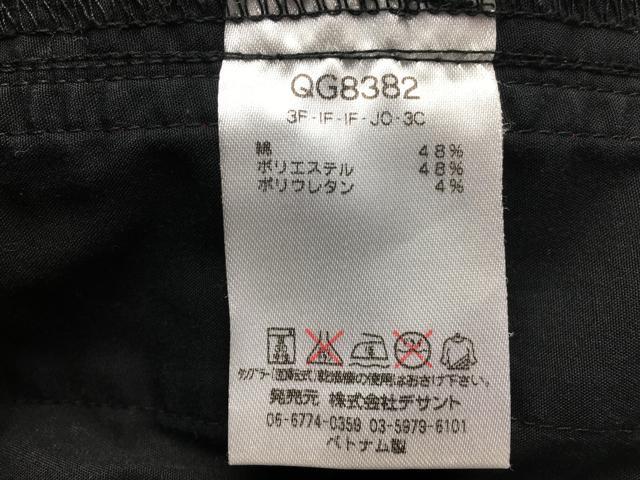 QG8382
3F-IF-IF-JO-3C
綿 48%
ポリエステル 48%
ポリウレタン 4%
タンブラー(回転式)乾燥機の使用はおさけ下さい。
発売元 株式会社デサント
06-6774-0359 03-5979-6101
ベトナム製